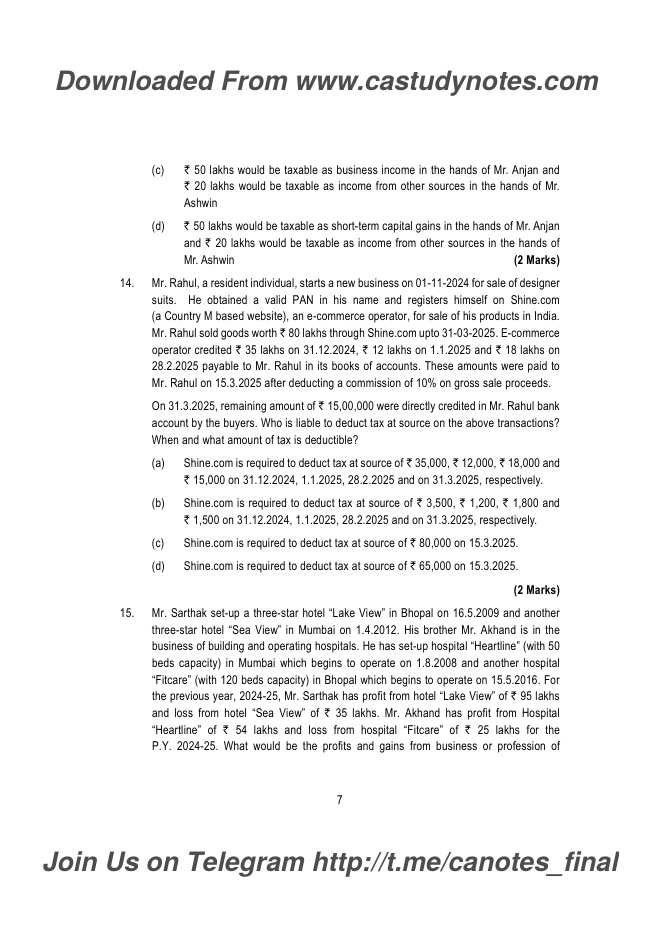 Downloaded From www.castudynotes.com
(c) ₹ 50 lakhs would be taxable as business income in the hands of Mr. Anjan and
₹ 20 lakhs would be taxable as income from other sources in the hands of Mr.
Ashwin
(d) ₹ 50 lakhs would be taxable as short-term capital gains in the hands of Mr. Anjan
and ₹ 20 lakhs would be taxable as income from other sources in the hands of
Mr. Ashwin (2 Marks)
14. Mr. Rahul, a resident individual, starts a new business on 01-11-2024 for sale of designer
suits. He obtained a valid PAN in his name and registers himself on Shine.com
(a Country M based website), an e-commerce operator, for sale of his products in India.
Mr. Rahul sold goods worth ₹ 80 lakhs through Shine.com upto 31-03-2025. E-commerce
operator credited ₹ 35 lakhs on 31.12.2024, ₹ 12 lakhs on 1.1.2025 and ₹ 18 lakhs on
28.2.2025 payable to Mr. Rahul in its books of accounts. These amounts were paid to
Mr. Rahul on 15.3.2025 after deducting a commission of 10% on gross sale proceeds.
On 31.3.2025, remaining amount of ₹ 15,00,000 were directly credited in Mr. Rahul bank
account by the buyers. Who is liable to deduct tax at source on the above transactions?
When and what amount of tax is deductible?
(a) Shine.com is required to deduct tax at source of ₹ 35,000, ₹ 12,000, ₹ 18,000 and
₹ 15,000 on 31.12.2024, 1.1.2025, 28.2.2025 and on 31.3.2025, respectively.
(b) Shine.com is required to deduct tax at source of ₹ 3,500, ₹ 1,200, ₹ 1,800 and
₹ 1,500 on 31.12.2024, 1.1.2025, 28.2.2025 and on 31.3.2025, respectively.
(c) Shine.com is required to deduct tax at source of ₹ 80,000 on 15.3.2025.
(d) Shine.com is required to deduct tax at source of ₹ 65,000 on 15.3.2025.
(2 Marks)
15. Mr. Sarthak set-up a three-star hotel “Lake View” in Bhopal on 16.5.2009 and another
three-star hotel “Sea View” in Mumbai on 1.4.2012. His brother Mr. Akhand is in the
business of building and operating hospitals. He has set-up hospital “Heartline” (with 50
beds capacity) in Mumbai which begins to operate on 1.8.2008 and another hospital
“Fitcare” (with 120 beds capacity) in Bhopal which begins to operate on 15.5.2016. For
the previous year, 2024-25, Mr. Sarthak has profit from hotel “Lake View” of ₹ 95 lakhs
and loss from hotel “Sea View” of ₹ 35 lakhs. Mr. Akhand has profit from Hospital
“Heartline” of ₹ 54 lakhs and loss from hospital “Fitcare” of ₹ 25 lakhs for the
P.Y. 2024-25. What would be the profits and gains from business or profession of
7
Join Us on Telegram http://t.me/canotes_final